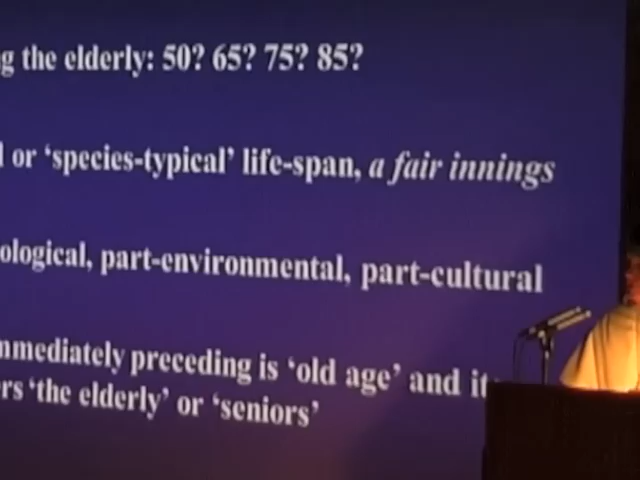 g the elderly: 50? 65? 75? 85?
l or ‘species-typical’ life-span, a fair innings
ological, part-environmental, part-cultural
mmediately preceding is ‘old age’ and it
rs ‘the elderly’ or ‘seniors’